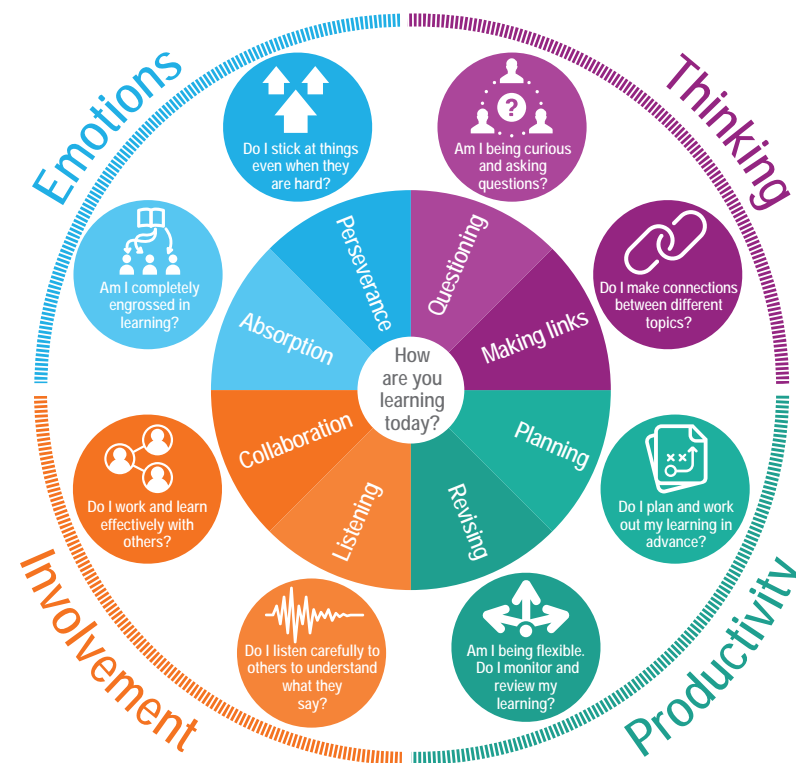 Emotions
Thinking
Do I stick at things
even when they
are hard?
?
Am I being curious
and asking
questions?
Am I completely
engrossed in
learning?
Do I make connections
between different
topics?
Perseverance
Questioning
Absorption
Making links
How
are you
learning
today?
Collaboration
Planning
Listening
Revising
Do I work and learn
effectively with
others?
Do I plan and work
out my learning in
advance?
Do I listen carefully to
others to understand
what they
say?
Am I being flexible.
Do I monitor and
review my
learning?
Involvement
Productivity